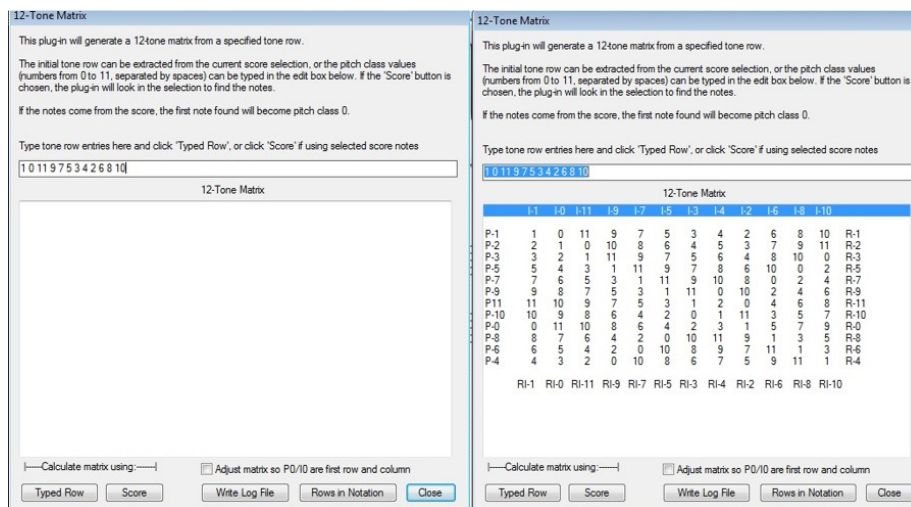 12-Tone Matrix
This plug-in will generate a 12-tone matrix from a specified tone row.
The initial tone row can be extracted from the current score selection, or the pitch class values
(numbers from 0 to 11, separated by spaces) can be typed in the edit box below. If the 'Score' button is
chosen, the plug-in will look in the selection to find the notes.
If the notes come from the score, the first note found will become pitch class 0.
Type tone row entries here and click 'Typed Row', or click 'Score' if using selected score notes
1 0 11 9 7 5 3 4 2 6 8 10
12-Tone Matrix
|-----Calculate matrix using:------|
Adjust matrix so P0/I0 are first row and column
Typed Row Score Write Log File Rows in Notation Close
12-Tone Matrix
This plug-in will generate a 12-tone matrix from a specified tone row.
The initial tone row can be extracted from the current score selection, or the pitch class values
(numbers from 0 to 11, separated by spaces) can be typed in the edit box below. If the 'Score' button is
chosen, the plug-in will look in the selection to find the notes.
If the notes come from the score, the first note found will become pitch class 0.
Type tone row entries here and click 'Typed Row', or click 'Score' if using selected score notes
1 0 11 9 7 5 3 4 2 6 8 10
12-Tone Matrix
I-1 I-0 I-11 I-9 I-7 I-5 I-3 I-4 I-2 I-6 I-8 I-10
P-1 1 0 11 9 7 5 3 4 2 6 8 10 R-1
P-2 2 1 0 10 8 6 4 5 3 7 9 11 R-2
P-3 3 2 1 11 9 7 5 6 4 8 10 0 R-3
P-5 5 4 3 1 11 9 7 8 6 10 0 2 R-5
P-7 7 6 5 3 1 11 9 10 8 0 2 4 R-7
P-9 9 8 7 5 3 1 11 0 10 2 4 6 R-9
P11 11 10 9 7 5 3 1 2 0 4 6 8 R-11
P-10 10 9 8 6 4 2 0 1 11 3 5 7 R-10
P-0 0 11 10 8 6 4 2 3 1 5 7 9 R-0
P-8 8 7 6 4 2 0 10 11 9 1 3 5 R-8
P-6 6 5 4 2 0 10 8 9 7 11 1 3 R-6
P-4 4 3 2 0 10 8 6 7 5 9 11 1 R-4
RI-1 RI-0 RI-11 RI-9 RI-7 RI-5 RI-3 RI-4 RI-2 RI-6 RI-8 RI-10
|-----Calculate matrix using:------|
Adjust matrix so P0/I0 are first row and column
Typed Row Score Write Log File Rows in Notation Close